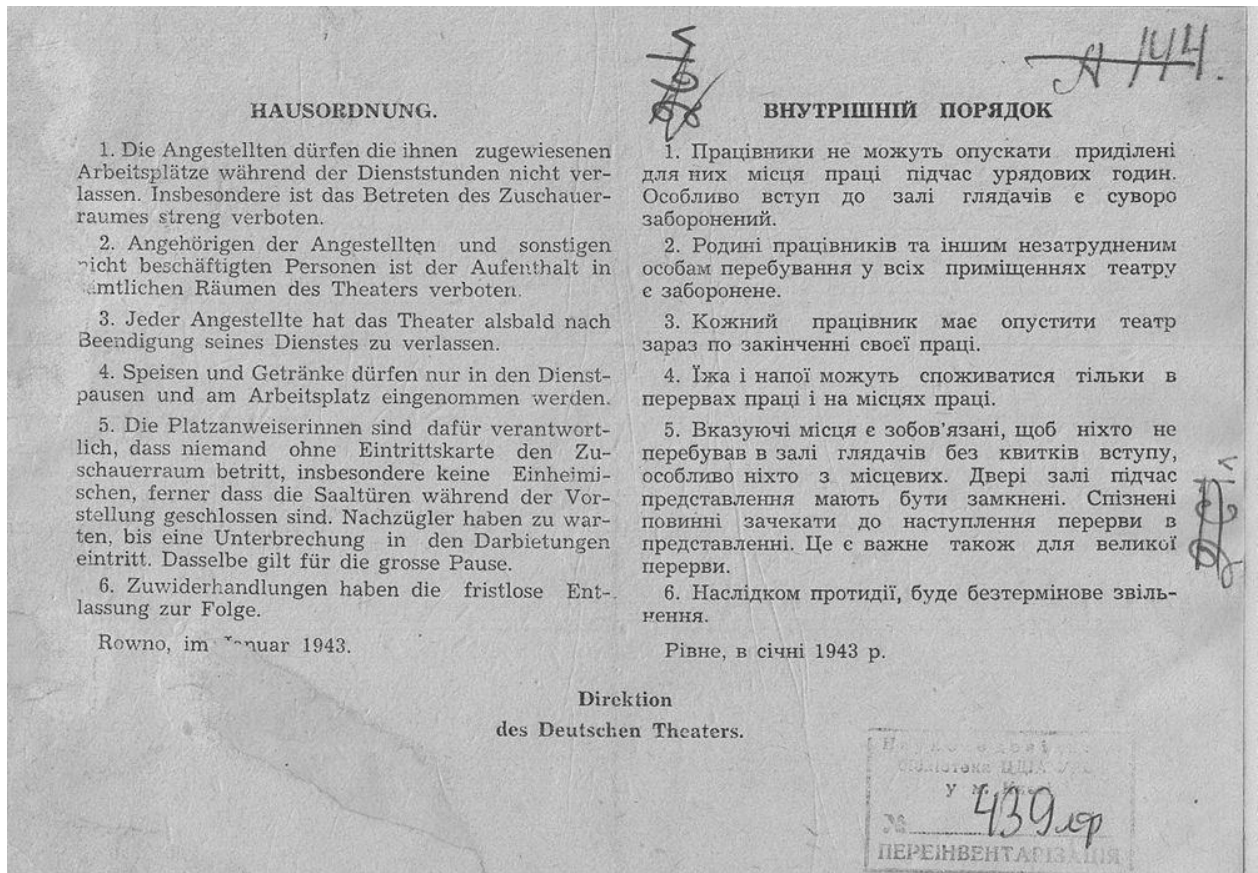 A 144.
HAUSORDNUNG.
1. Die Angestellten dürfen die ihnen zugewiesenen
Arbeitsplätze während der Dienststunden nicht ver-
lassen. Insbesondere ist das Betreten des Zuschauer-
raumes streng verboten.
2. Angehörigen der Angestellten und sonstigen
nicht beschäftigten Personen ist der Aufenthalt in
sämtlichen Räumen des Theaters verboten.
3. Jeder Angestellte hat das Theater alsbald nach
Beendigung seines Dienstes zu verlassen.
4. Speisen und Getränke dürfen nur in den Dienst-
pausen und am Arbeitsplatz eingenommen werden.
5. Die Platzanweiserinnen sind dafür verantwort-
lich, dass niemand ohne Eintrittskarte den Zu-
schauerraum betritt, insbesondere keine Einheimi-
schen, ferner dass die Saaltüren während der Vor-
stellung geschlossen sind. Nachzügler haben zu war-
ten, bis eine Unterbrechung in den Darbietungen
eintritt. Dasselbe gilt für die grosse Pause.
6. Zuwiderhandlungen haben die fristlose Ent-
lassung zur Folge.
Rowno, im Januar 1943.
ВНУТРІШНІЙ ПОРЯДОК
1. Працівники не можуть опускати приділені
для них місця праці підчас урядових годин.
Особливо вступ до залі глядачів є суворо
заборонений.
2. Родині працівників та іншим незатрудненим
особам перебування у всіх приміщеннях театру
є заборонене.
3. Кожний працівник має опустити театр
зараз по закінченні своєї праці.
4. Їжа і напої можуть споживатися тільки в
перервах праці і на місцях праці.
5. Вказуючі місця є зобов'язані, щоб ніхто не
перебував в залі глядачів без квитків вступу,
особливо ніхто з місцевих. Двері залі підчас
представлення мають бути замкнені. Спізнені
повинні зачекати до наступлення перерви в
представленні. Це є важне також для великої
перерви.
6. Наслідком протидії, буде безтермінове звіль-
нення.
Рівне, в січні 1943 р.
Direktion
des Deutschen Theaters.
бібліотека ЦДІА
у м.
№ 439
ПЕРЕІНВЕНТАРІЗАЦІЯ